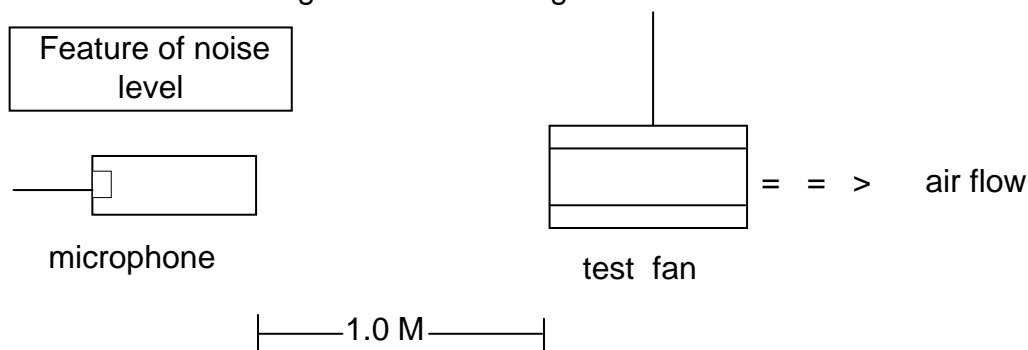 Feature of noise
level
= = > air flow
microphone
test fan
1.0 M